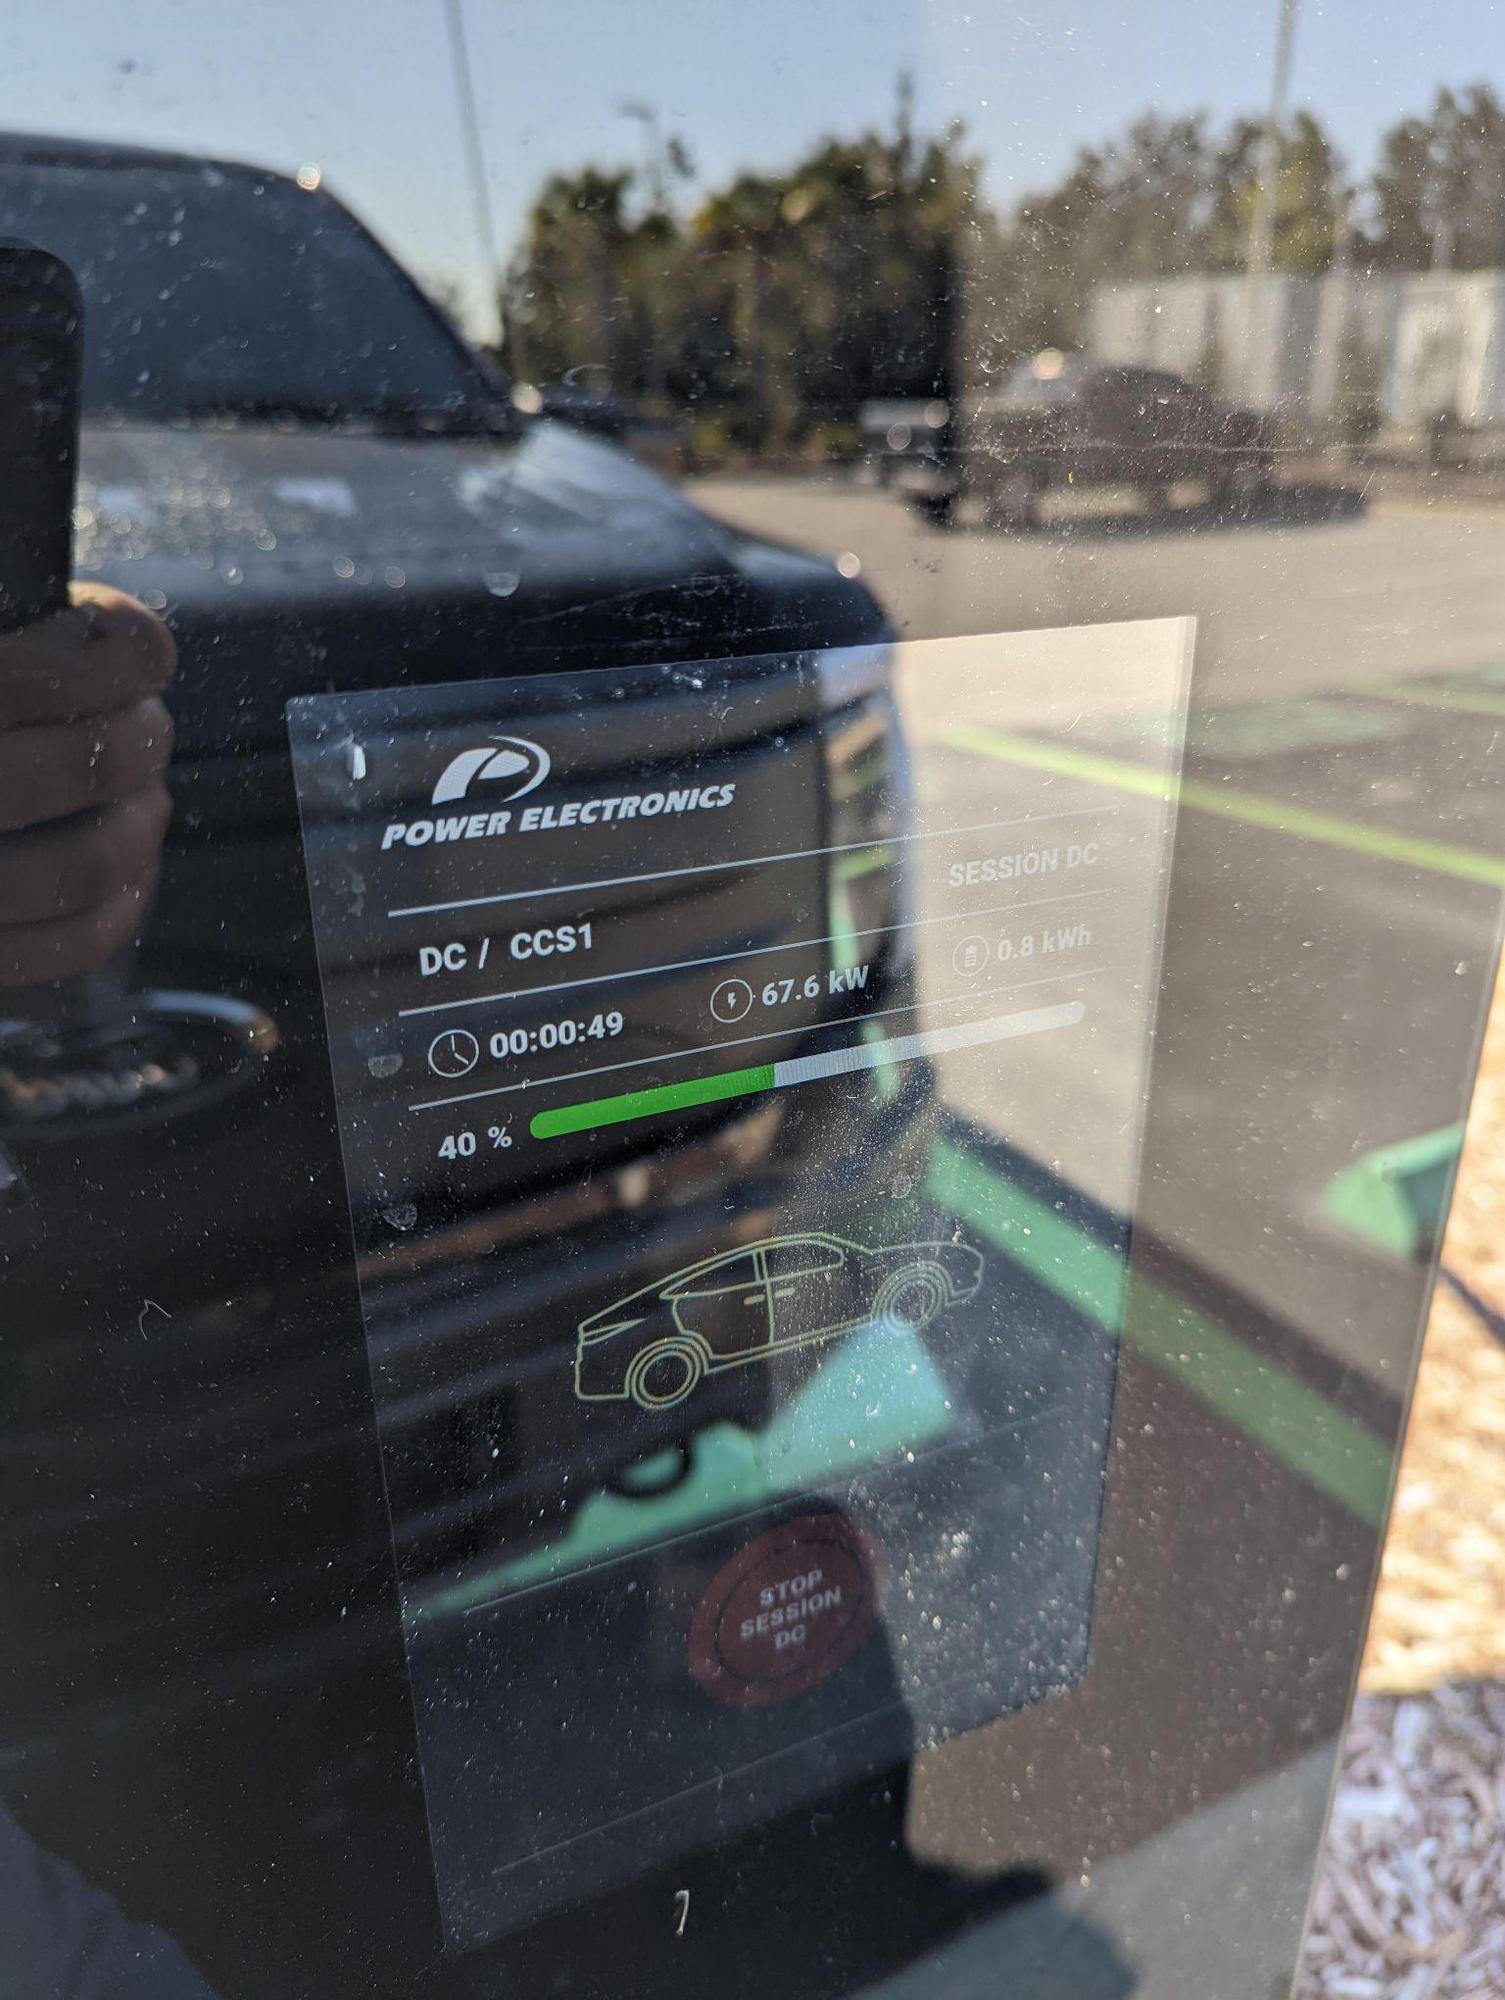 POWER ELECTRONICS
SESSION DC
DC / CCS1
00:00:49 67.6 kW 0.8 kWh
40 %
STOP
SESSION
DC